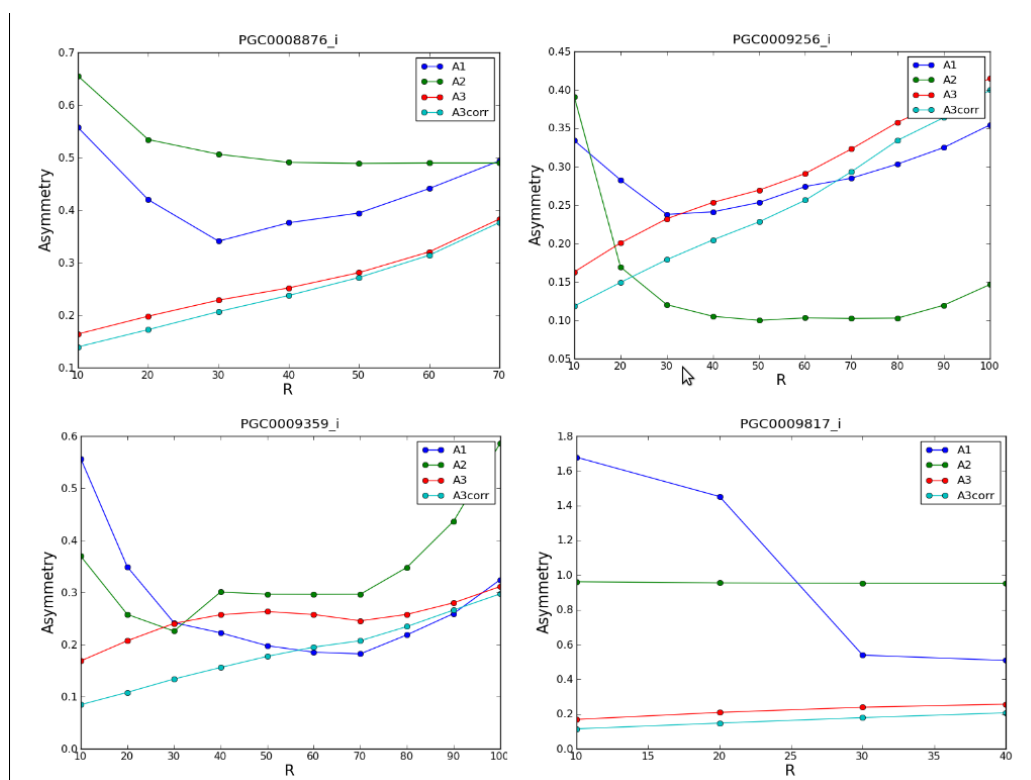 PGC0008876_i
0.7
0.6
0.5
0.4
0.3
0.2
0.1
Asymmetry
A1
A2
A3
A3corr
10 20 30 40 50 60 70
R
PGC0009256_i
0.45
0.40
0.35
0.30
0.25
0.20
0.15
0.10
0.05
Asymmetry
A1
A2
A3
A3corr
10 20 30 40 50 60 70 80 90 100
R
PGC0009359_i
0.6
0.5
0.4
0.3
0.2
0.1
0.0
Asymmetry
A1
A2
A3
A3corr
10 20 30 40 50 60 70 80 90 100
R
PGC0009817_i
1.8
1.6
1.4
1.2
1.0
0.8
0.6
0.4
0.2
0.0
Asymmetry
A1
A2
A3
A3corr
10 15 20 25 30 35 40
R